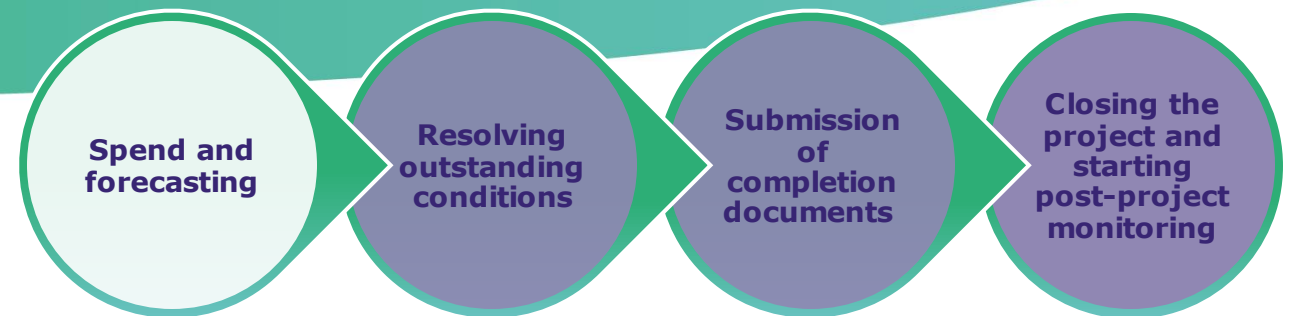 Spend and
forecasting
Resolving
outstanding
conditions
Submission
of
completion
documents
Closing the
project and
starting
post-project
monitoring